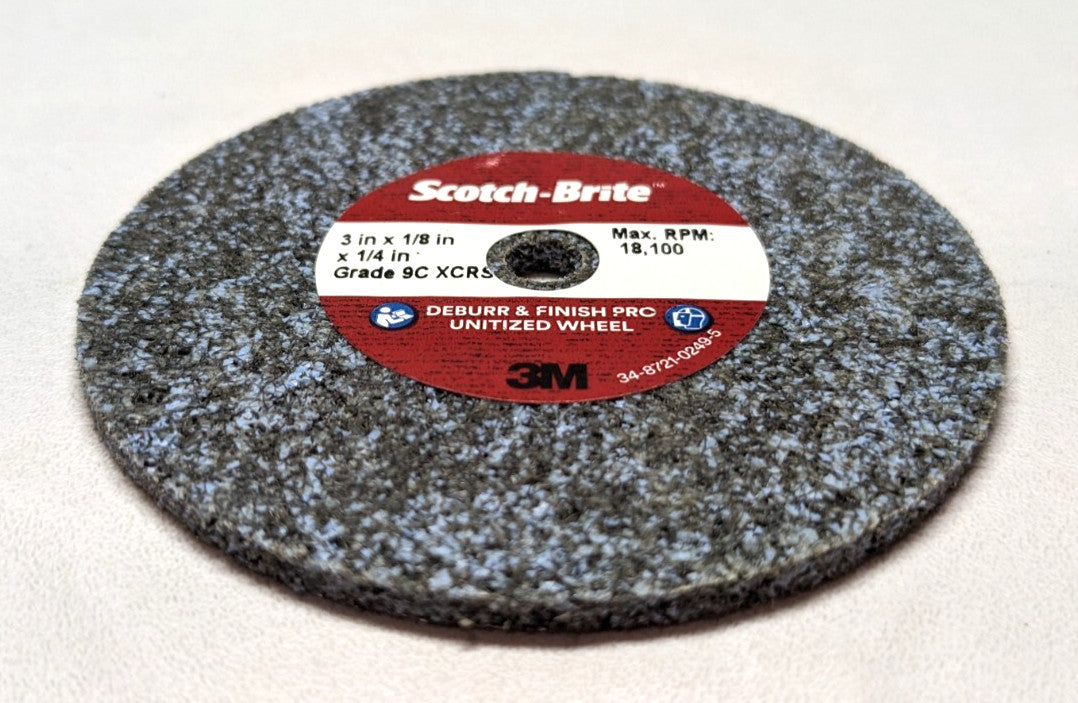 Scotch-Brite™
3 in x 1/8 in
x 1/4 in
Grade 9C XCRS
Max. RPM:
18,100
DEBURR & FINISH PRO
UNITIZED WHEEL
3M
34-8721-0249-5